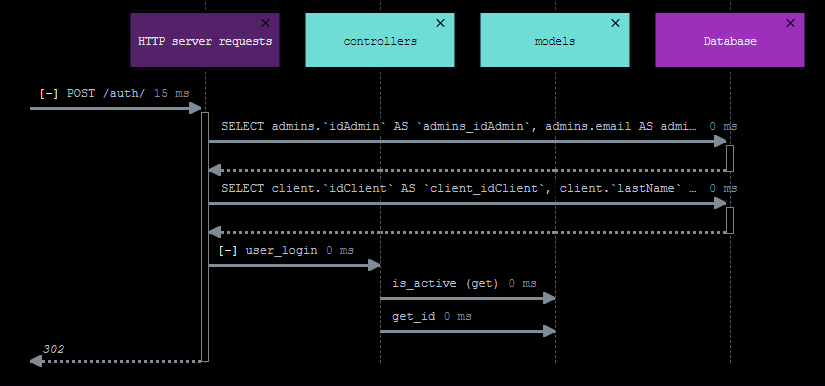 HTTP server requests
controllers
models
Database
[-] POST /auth/ 15 ms
SELECT admins.`idAdmin` AS `admins_idAdmin`, admins.email AS admi… 0 ms
SELECT client.`idClient` AS `client_idClient`, client.`lastName` … 0 ms
[-] user_login 0 ms
is_active (get) 0 ms
get_id 0 ms
302